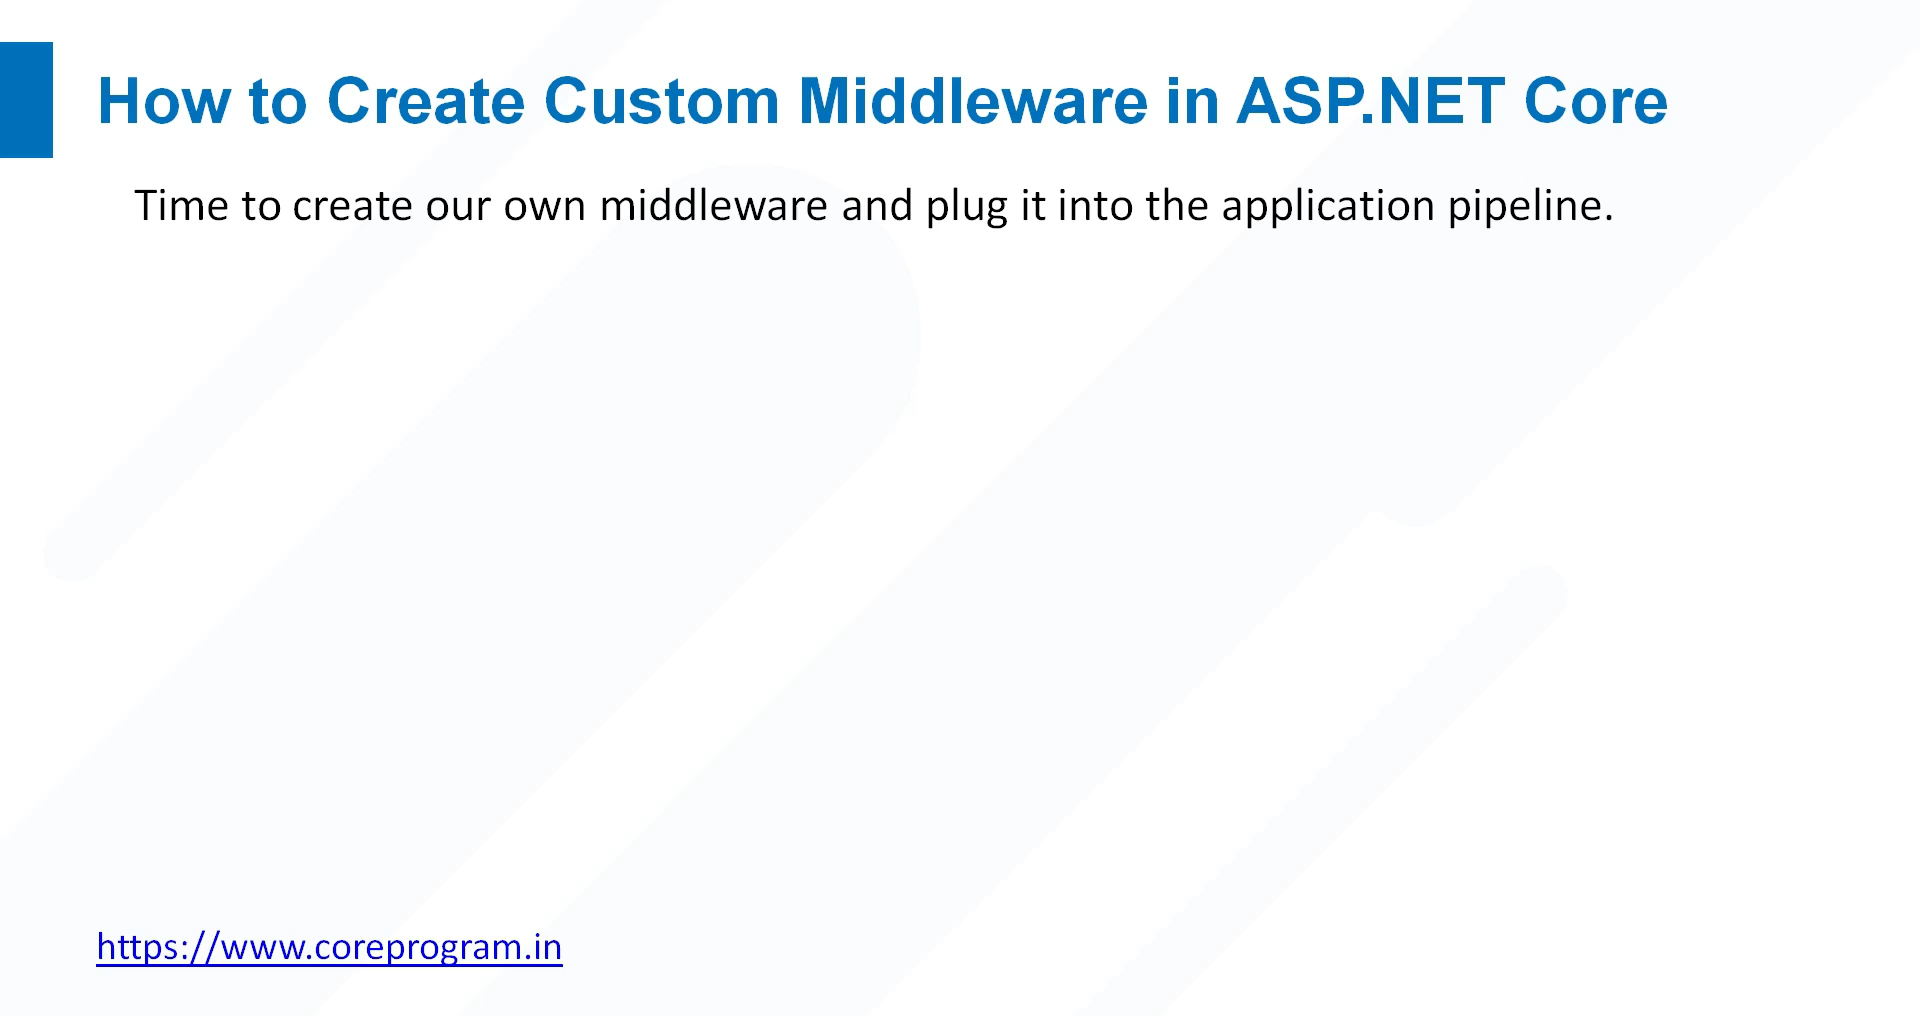 How to Create Custom Middleware in ASP.NET Core
Time to create our own middleware and plug it into the application pipeline.
https://www.coreprogram.in